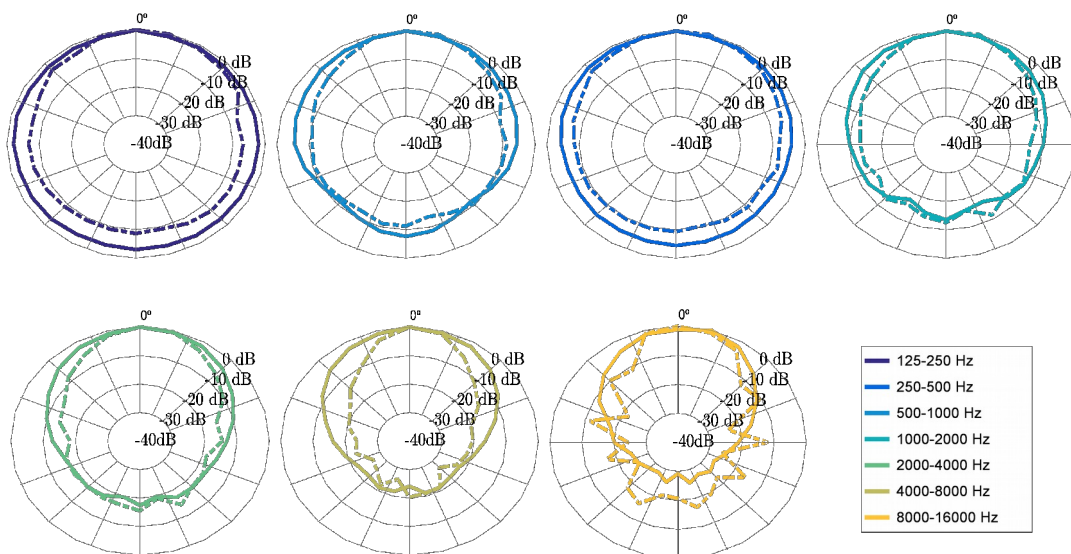 0º
0 dB
-10 dB
-20 dB
-30 dB
-40dB
0º
0 dB
-10 dB
-20 dB
-30 dB
-40dB
0º
0 dB
-10 dB
-20 dB
-30 dB
-40dB
0º
0 dB
-10 dB
-20 dB
-30 dB
-40dB
0º
0 dB
-10 dB
-20 dB
-30 dB
-40dB
0º
0 dB
-10 dB
-20 dB
-30 dB
-40dB
0º
0 dB
-10 dB
-20 dB
-30 dB
-40dB
125-250 Hz
250-500 Hz
500-1000 Hz
1000-2000 Hz
2000-4000 Hz
4000-8000 Hz
8000-16000 Hz